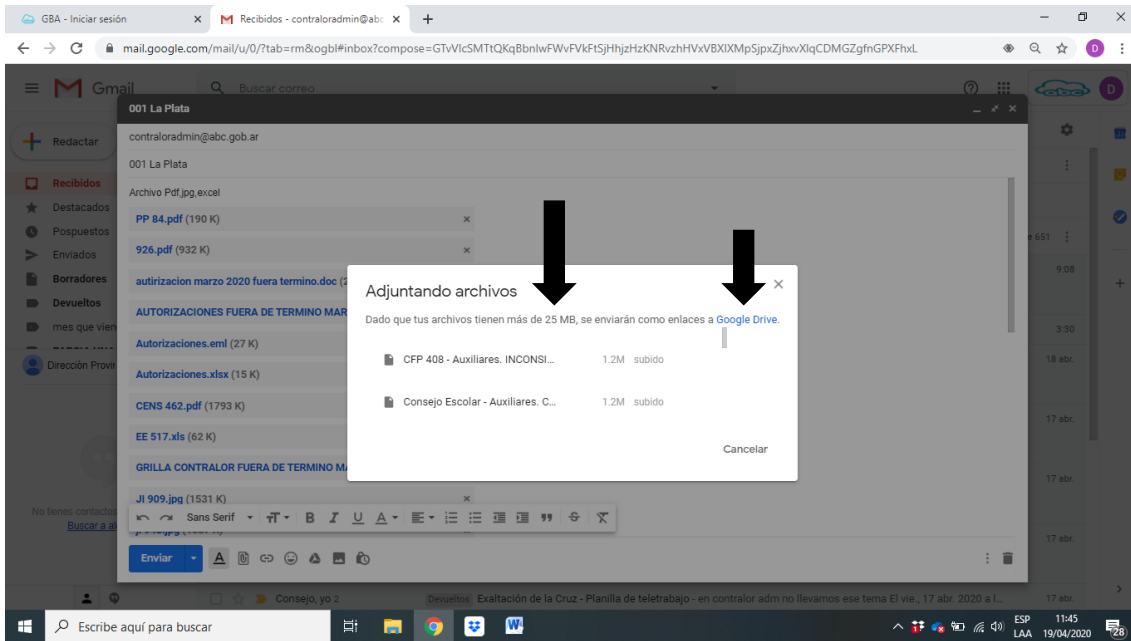 GBA - Iniciar sesión
Recibidos - contraloradmin@abc
mail.google.com/mail/u/0/?tab=rm&ogbl#inbox?compose=GTvVlcSMTtQKqBbnlwFWvFVkFtSjHhjzHzKNRvzhHVxVBXlXMpSjpxZjhxvXlqCDMGZgfnGPXFhxL
D
Gmail
Buscar correo
D
001 La Plata
contraloradmin@abc.gob.ar
Redactar
001 La Plata
Recibidos
Archivo Pdf,jpg,excel
Destacados
PP 84.pdf (190 K)
Pospuestos
e 651
926.pdf (932 K)
Enviados
Borradores
autirizacion marzo 2020 fuera termino.doc (2
9:08
Devueltos
AUTORIZACIONES FUERA DE TERMINO MAR
mes que vien
3:30
Autorizaciones.eml (27 K)
Dirección Provir
18 abr.
Autorizaciones.xlsx (15 K)
CENS 462.pdf (1793 K)
17 abr.
EE 517.xls (62 K)
GRILLA CONTRALOR FUERA DE TERMINO MA
17 abr.
JI 909.jpg (1531 K)
No tienes contactos
Buscar a al
Sans Serif
17 abr.
Enviar
Adjuntando archivos
Dado que tus archivos tienen más de 25 MB, se enviarán como enlaces a Google Drive.
CFP 408 - Auxiliares. INCONSI... 1.2M subido
Consejo Escolar - Auxiliares. C... 1.2M subido
Cancelar
Consejo, yo 2 Devueltos Exaltación de la Cruz - Planilla de teletrabajo - en contralor adm no llevamos ese tema El vie., 17 abr. 2020 a l... 17 abr.
Escribe aquí para buscar
ESP
LAA
11:45
19/04/2020
28